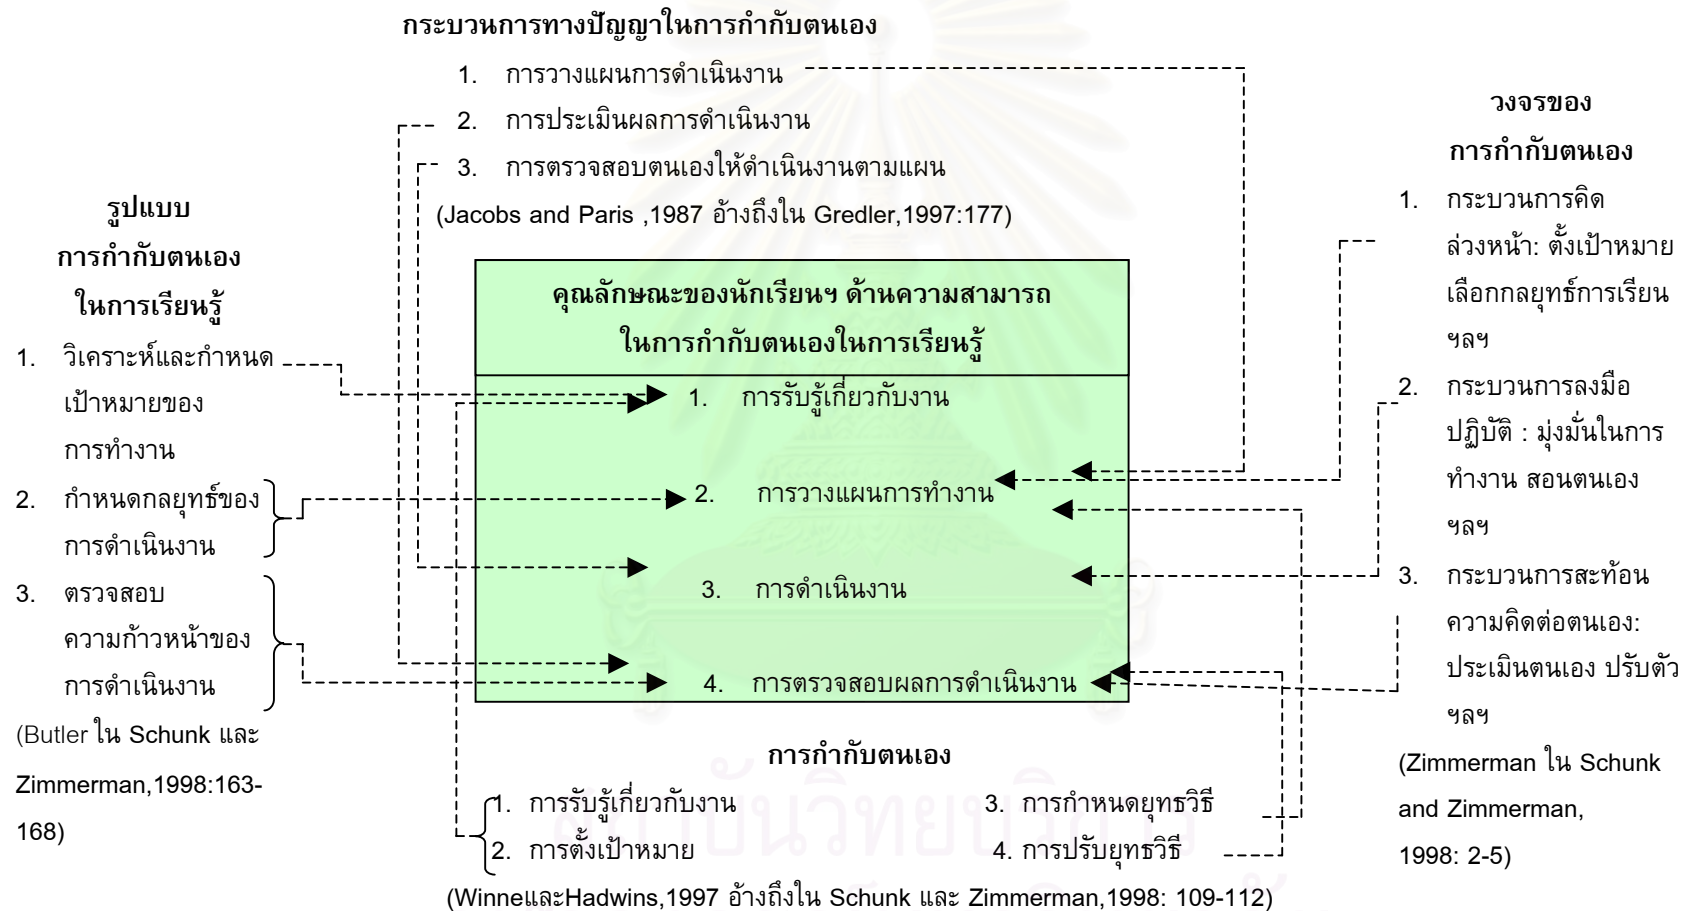 กระบวนการทางปัญญาในการกำกับตนเอง
1. การวางแผนการดำเนินงาน
2. การประเมินผลการดำเนินงาน
3. การตรวจสอบตนเองให้ดำเนินงานตามแผน
(Jacobs and Paris ,1987 อ้างถึงใน Gredler,1997:177)
รูปแบบ
การกำกับตนเอง
ในการเรียนรู้
1. วิเคราะห์และกำหนด
เป้าหมายของ
การทำงาน
2. กำหนดกลยุทธ์ของ
การดำเนินงาน
3. ตรวจสอบ
ความก้าวหน้าของ
การดำเนินงาน
(Butler ใน Schunk และ
Zimmerman,1998:163-
168)
คุณลักษณะของนักเรียนฯ ด้านความสามารถ
ในการกำกับตนเองในการเรียนรู้
1. การรับรู้เกี่ยวกับงาน
2. การวางแผนการทำงาน
3. การดำเนินงาน
4. การตรวจสอบผลการดำเนินงาน
วงจรของ
การกำกับตนเอง
1. กระบวนการคิด
ล่วงหน้า: ตั้งเป้าหมาย
เลือกกลยุทธ์การเรียน
ฯลฯ
2. กระบวนการลงมือ
ปฏิบัติ : มุ่งมั่นในการ
ทำงาน สอนตนเอง
ฯลฯ
3. กระบวนการสะท้อน
ความคิดต่อตนเอง:
ประเมินตนเอง ปรับตัว
ฯลฯ
(Zimmerman ใน Schunk
and Zimmerman,
1998: 2-5)
การกำกับตนเอง
1. การรับรู้เกี่ยวกับงาน
2. การตั้งเป้าหมาย
3. การกำหนดยุทธวิธี
4. การปรับยุทธวิธี
(WinneและHadwins,1997 อ้างถึงใน Schunk และ Zimmerman,1998: 109-112)
สถาบันวิทยบริการ